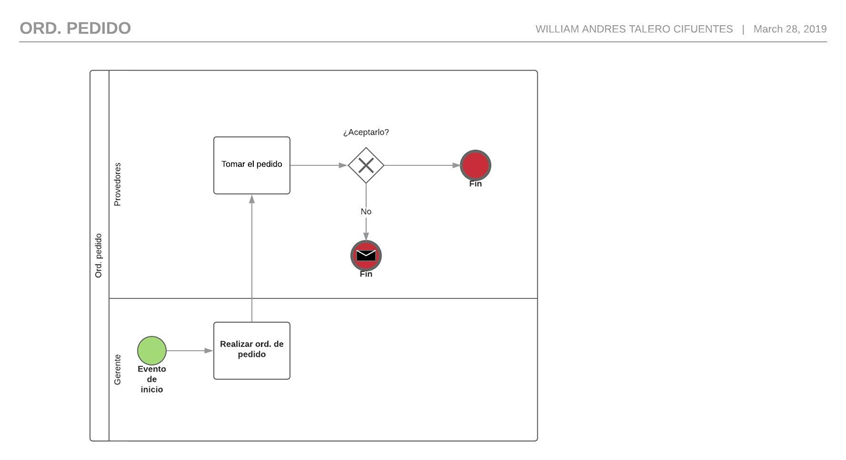 ORD. PEDIDO
WILLIAM ANDRES TALERO CIFUENTES | March 28, 2019
Ord. pedido
Provedores
¿Aceptarlo?
Tomar el pedido
Fin
No
Fin
Gerente
Realizar ord. de
pedido
Evento
de
inicio